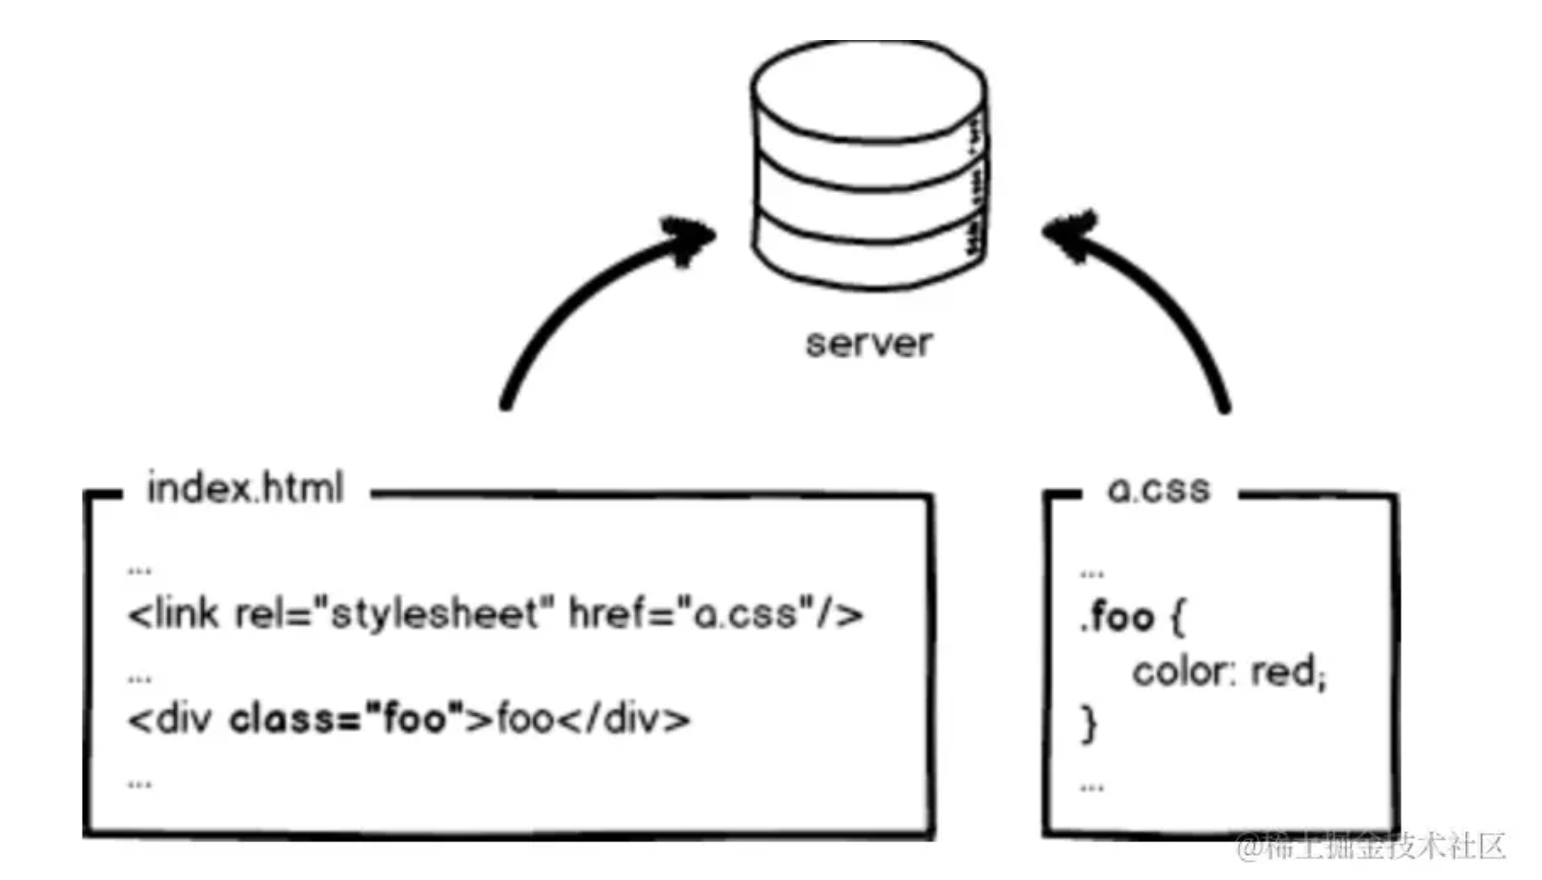 server
index.html
...
<link rel="stylesheet" href="a.css"/>
...
<div class="foo">foo</div>
...
a.css
...
.foo {
color: red;
}
...
@稀土掘金技术社区